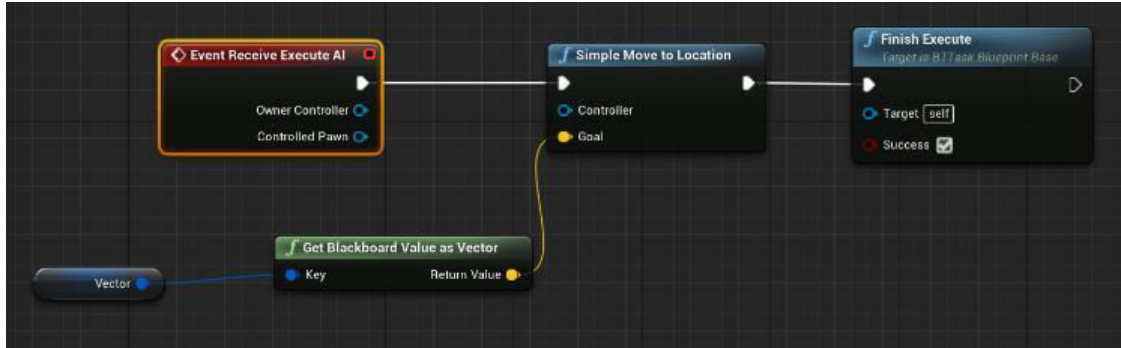 Event Receive Execute AI
Owner Controller
Controlled Pawn
Simple Move to Location
Controller
Goal
Finish Execute
Target is BTTask Blueprint Base
Target self
Success
Get Blackboard Value as Vector
Key Return Value
Vector